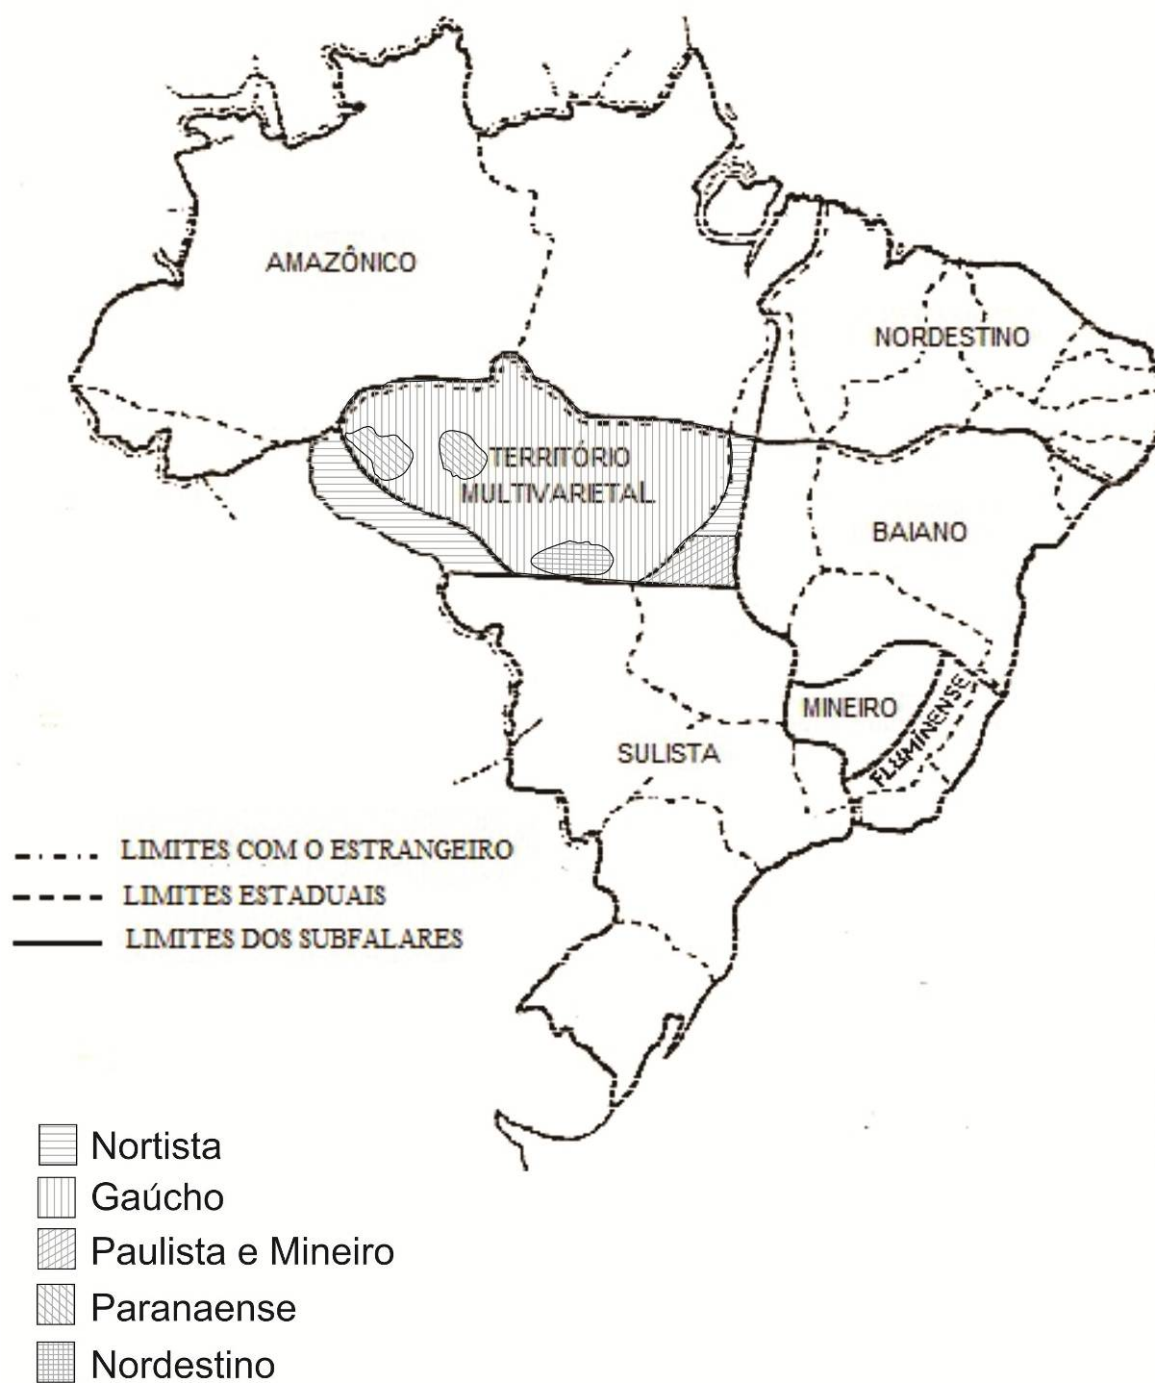 AMAZÔNICO
NORDESTINO
TERRITÓRIO
MULTIVARIETAL
BAIANO
MINEIRO
FLUMINENSE
SULISTA
LIMITES COM O ESTRANGEIRO
LIMITES ESTADUAIS
LIMITES DOS SUBFALARES
Nortista
Gaúcho
Paulista e Mineiro
Paranaense
Nordestino